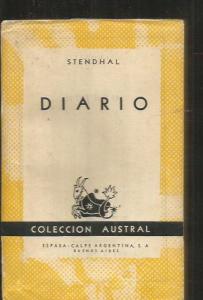 STENDHAL
DIARIO
COLECCION AUSTRAL
ESPASA-CALPE ARGENTINA, S. A.
BUENOS AIRES